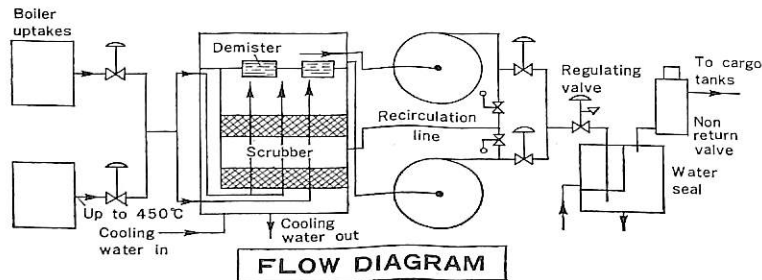 Boiler
uptakes
Demister
Scrubber
Up to 450°C
Cooling
water in
Cooling
water out
Recirculation
line
Regulating
valve
To cargo
tanks
Non
return
valve
Water
seal
FLOW DIAGRAM